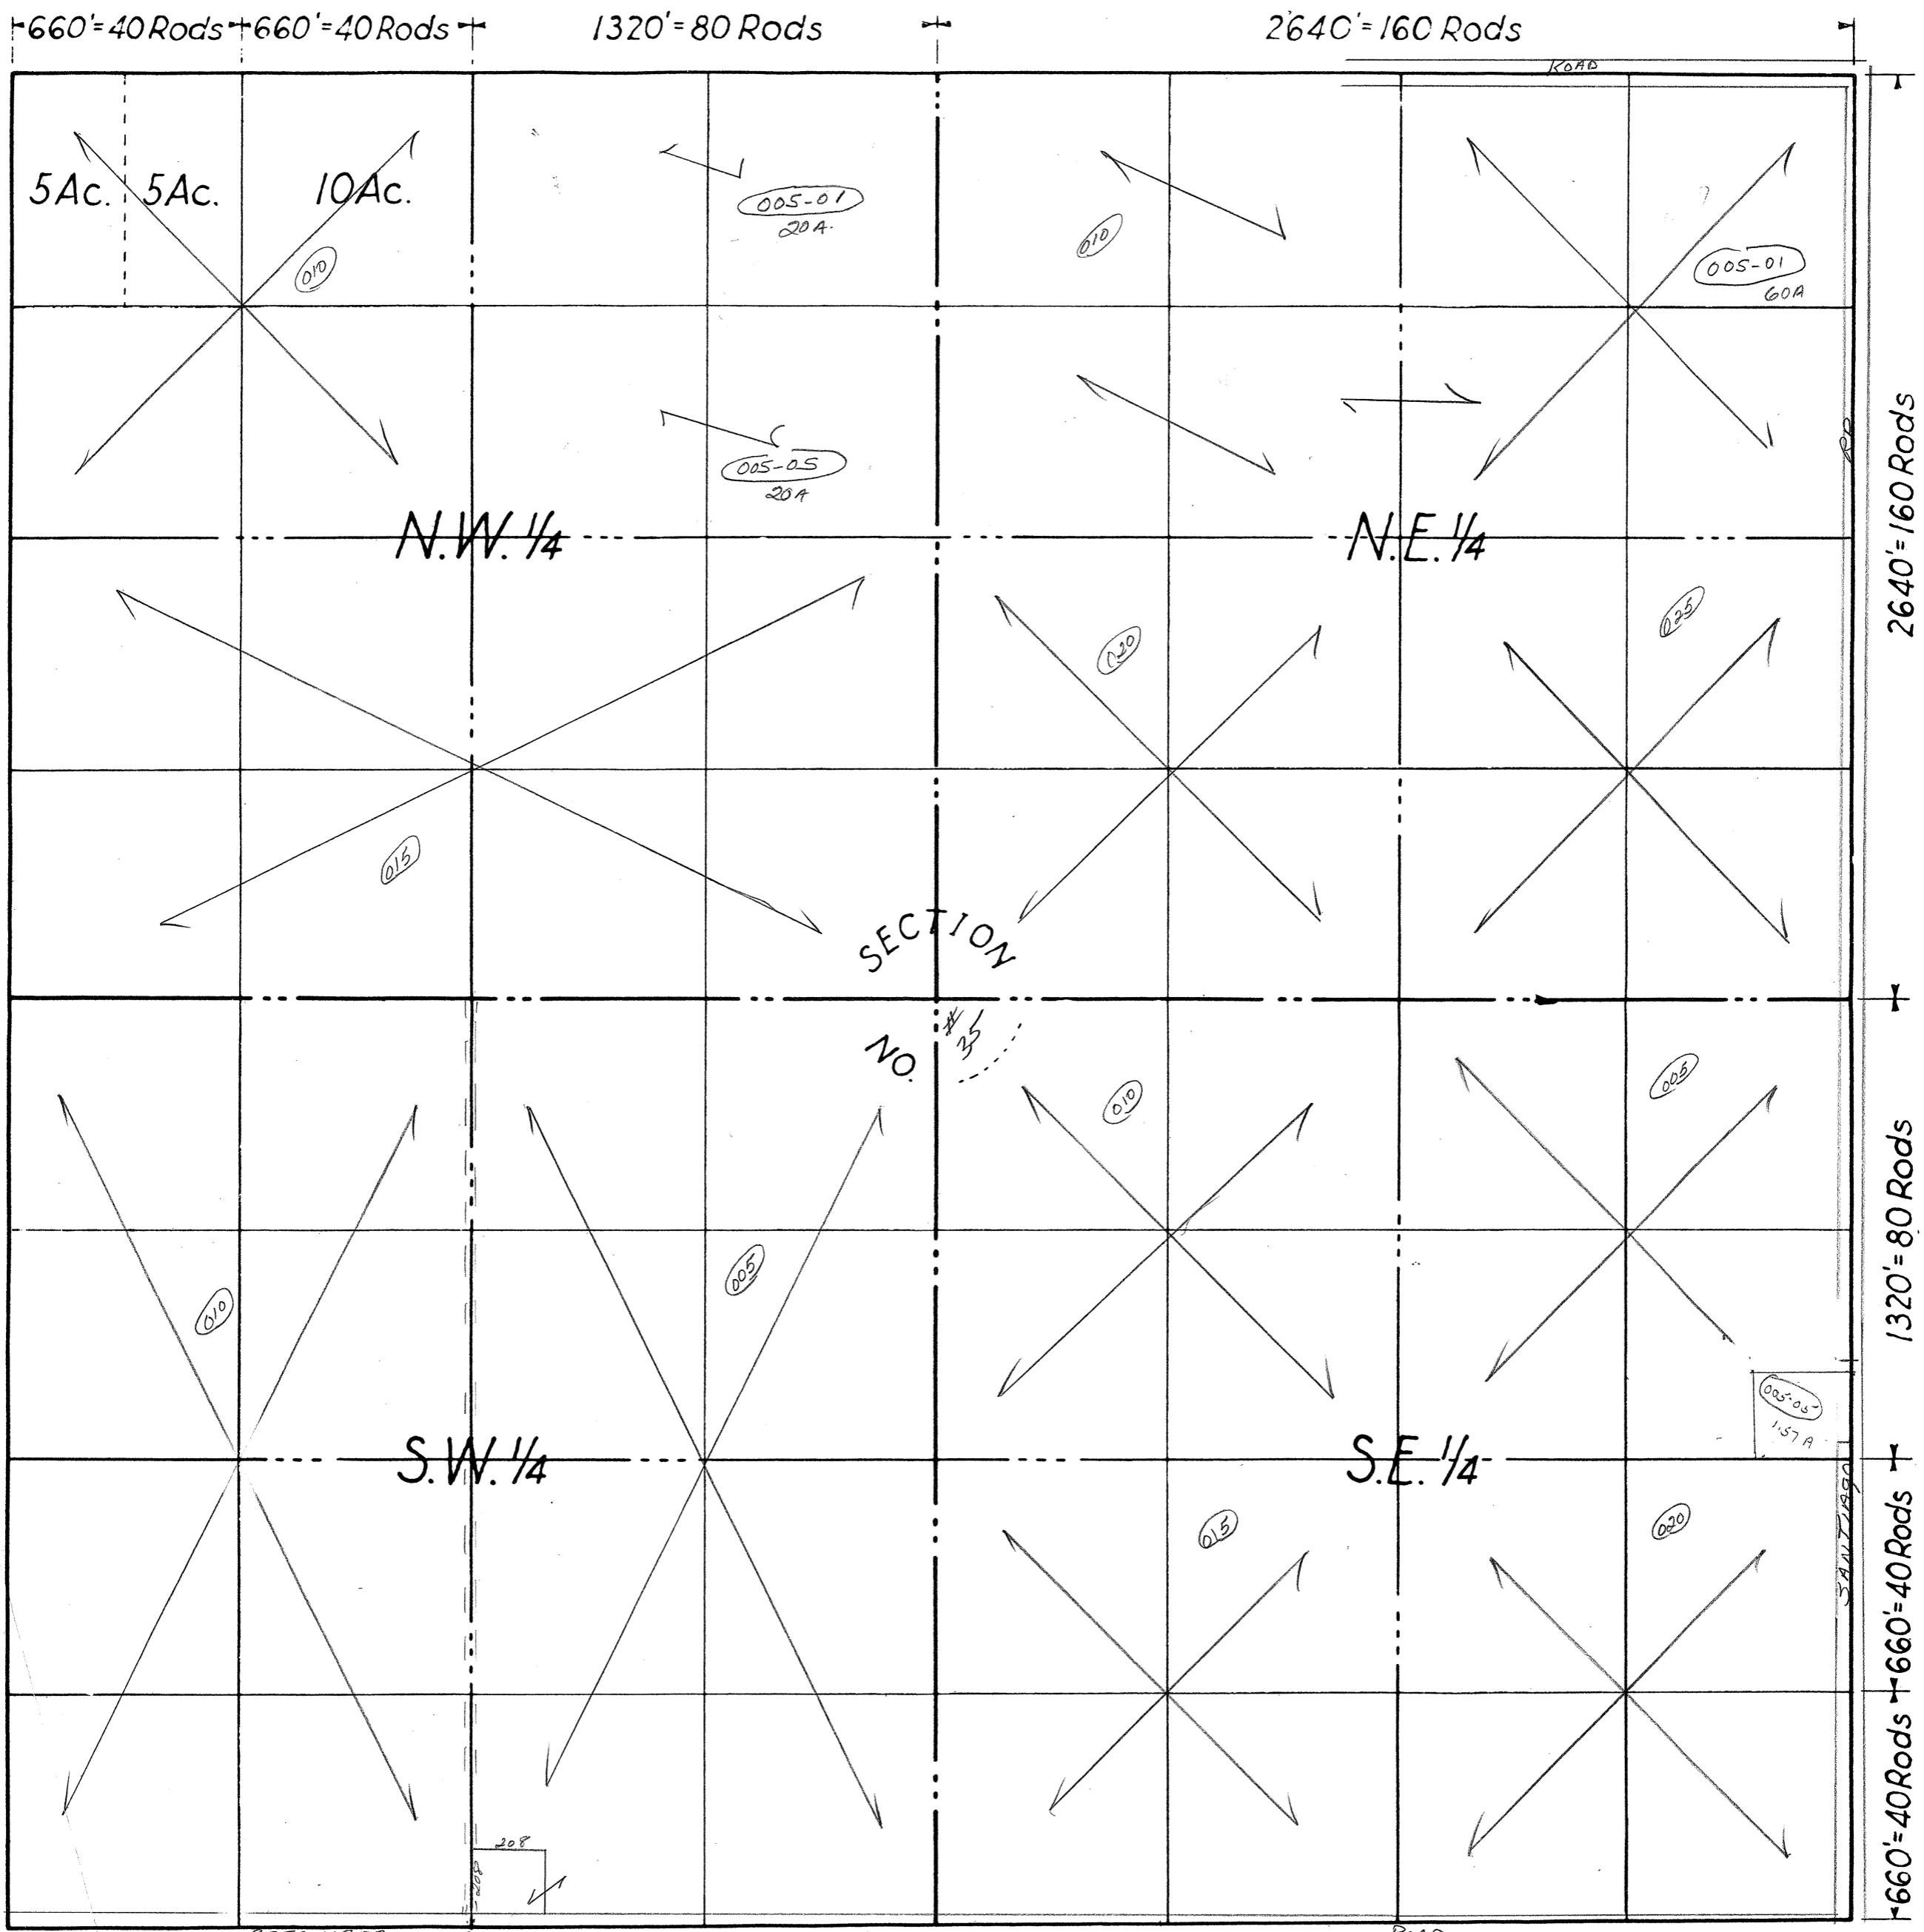 660'=40 Rods 660'=40 Rods 1320'=80 Rods 2640'=160 Rods
ROAD
5Ac. 5Ac. 10Ac.
010
005-01
20A.
010
005-01
60A
RD
2640'=160 Rods
005-05
20A
N.W. 1/4 N.E. 1/4
020
025
015
SECTION
NO. #35
010
005
010
005
1320'=80 Rods
005-05
1.57A
S.W. 1/4 S.E. 1/4
SANTIAGO
015
020
660'=40 Rods
660'=40 Rods
208
208